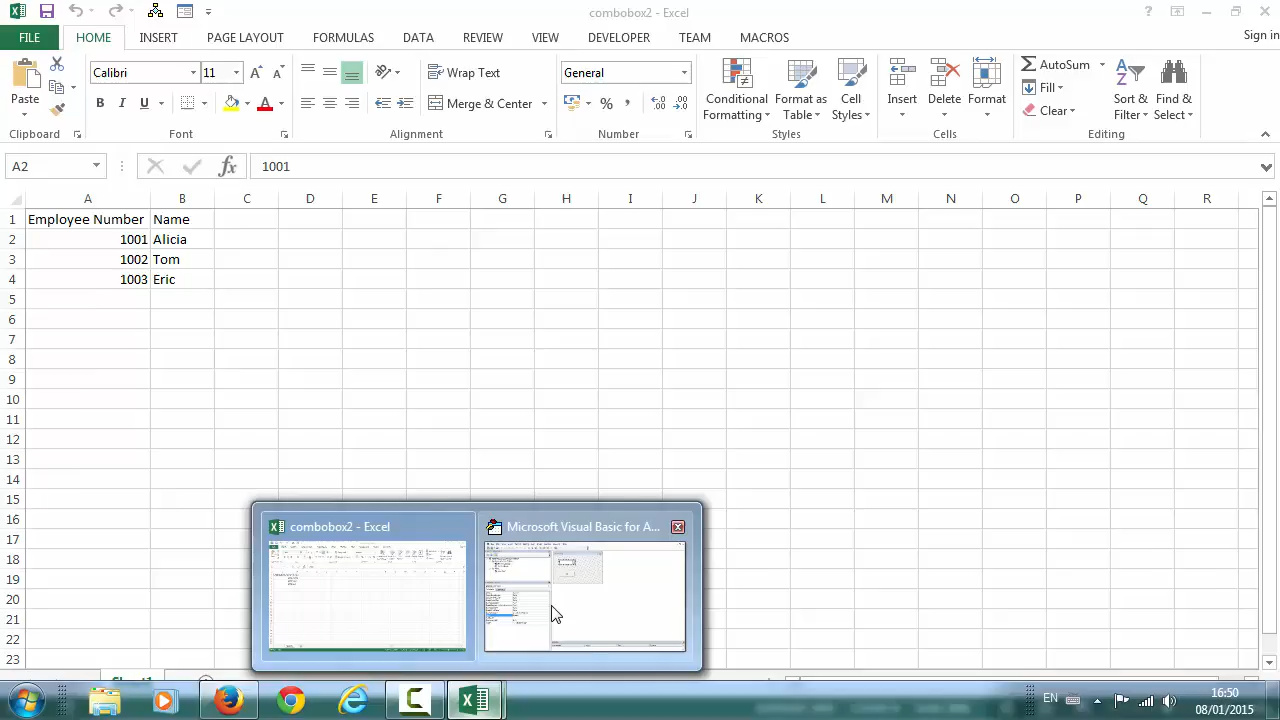 combobox2 - Excel
FILE HOME INSERT PAGE LAYOUT FORMULAS DATA REVIEW VIEW DEVELOPER TEAM MACROS Sign in
Calibri 11 Wrap Text General AutoSum
Paste B I U Merge & Center % , Conditional Formatting Format as Table Cell Styles Insert Delete Format Fill Clear Sort & Filter Find & Select
Clipboard Font Alignment Number Styles Cells Editing
A2 fx 1001
A B C D E F G H I J K L M N O P Q R
1 Employee Number Name
2 1001 Alicia
3 1002 Tom
4 1003 Eric
5
6
7
8
9
10
11
12
13
14
15
16
17
18
19
20
21
22
23
combobox2 - Excel Microsoft Visual Basic for A...
Sheet1
EN 16:50
08/01/2015